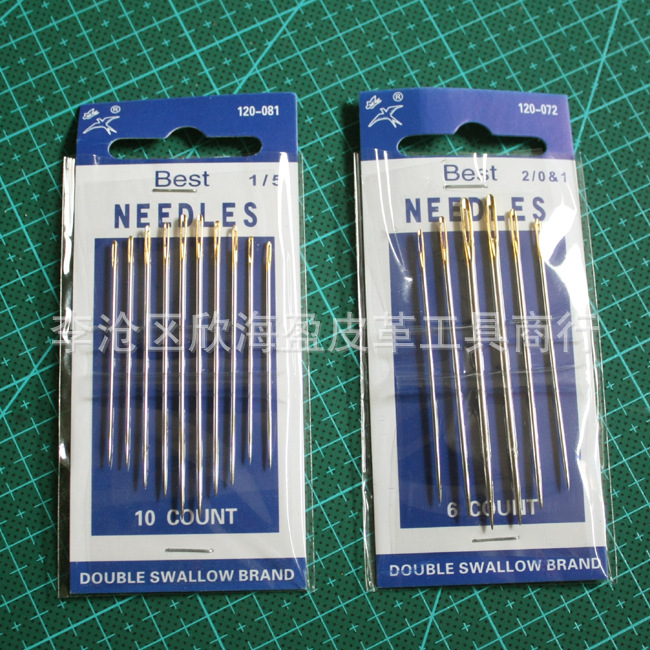 120-081
®
Best
1/5
NEEDLES
10 COUNT
DOUBLE SWALLOW BRAND
120-072
®
Best
2/0&1
NEEDLES
6 COUNT
DOUBLE SWALLOW BRAND
李沧区欣海盈皮革工具商行